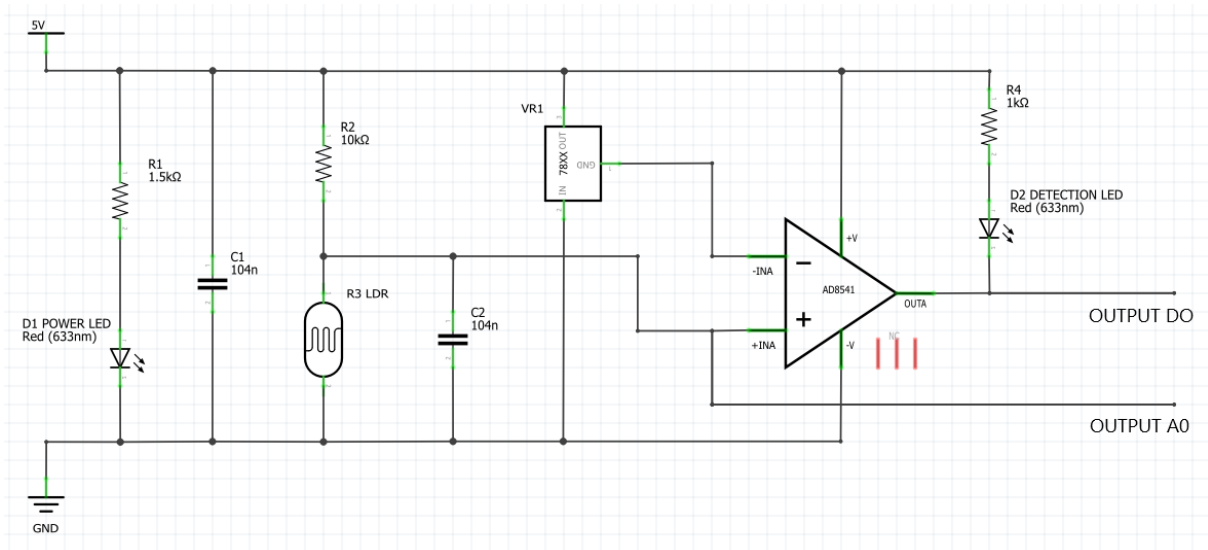 5V
R1
1.5kΩ
D1 POWER LED
Red (633nm)
GND
C1
104n
R2
10kΩ
R3 LDR
C2
104n
VR1
78XX
OUT
GND
IN
-INA
+INA
+V
AD8541
OUTA
-V
NC
R4
1kΩ
D2 DETECTION LED
Red (633nm)
OUTPUT DO
OUTPUT A0